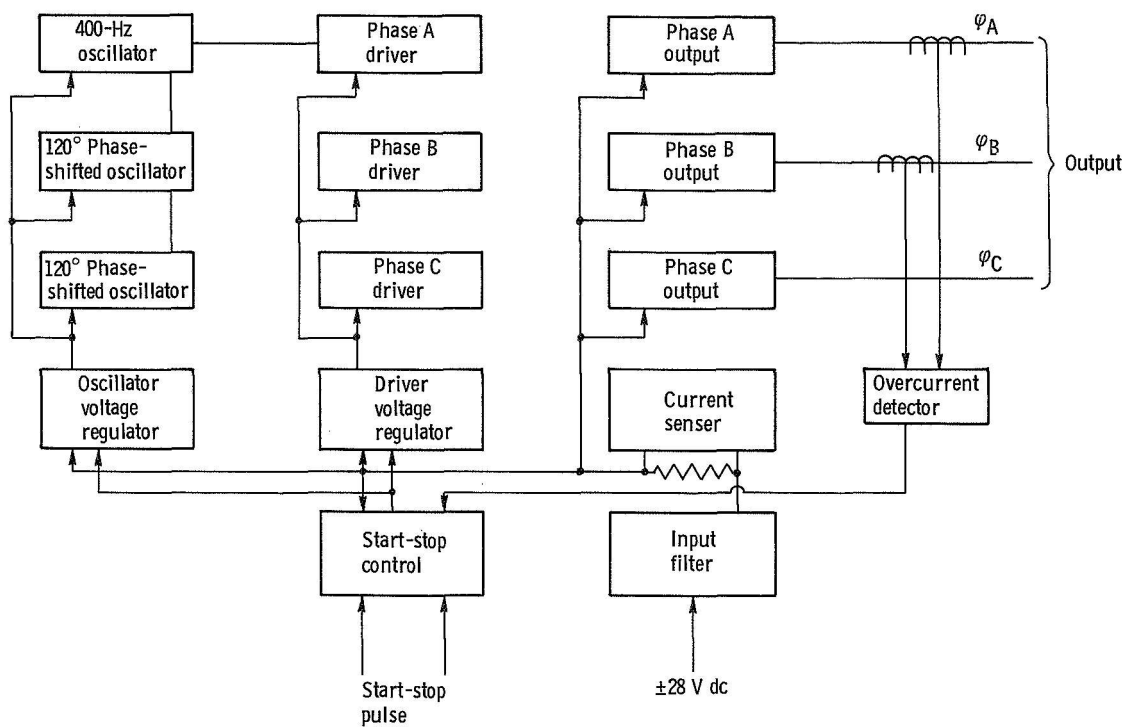 400-Hz
oscillator
Phase A
driver
Phase A
output
φA
120° Phase-
shifted oscillator
Phase B
driver
Phase B
output
φB
Output
120° Phase-
shifted oscillator
Phase C
driver
Phase C
output
φC
Oscillator
voltage
regulator
Driver
voltage
regulator
Current
senser
Overcurrent
detector
Start-stop
control
Input
filter
Start-stop
pulse
±28 V dc